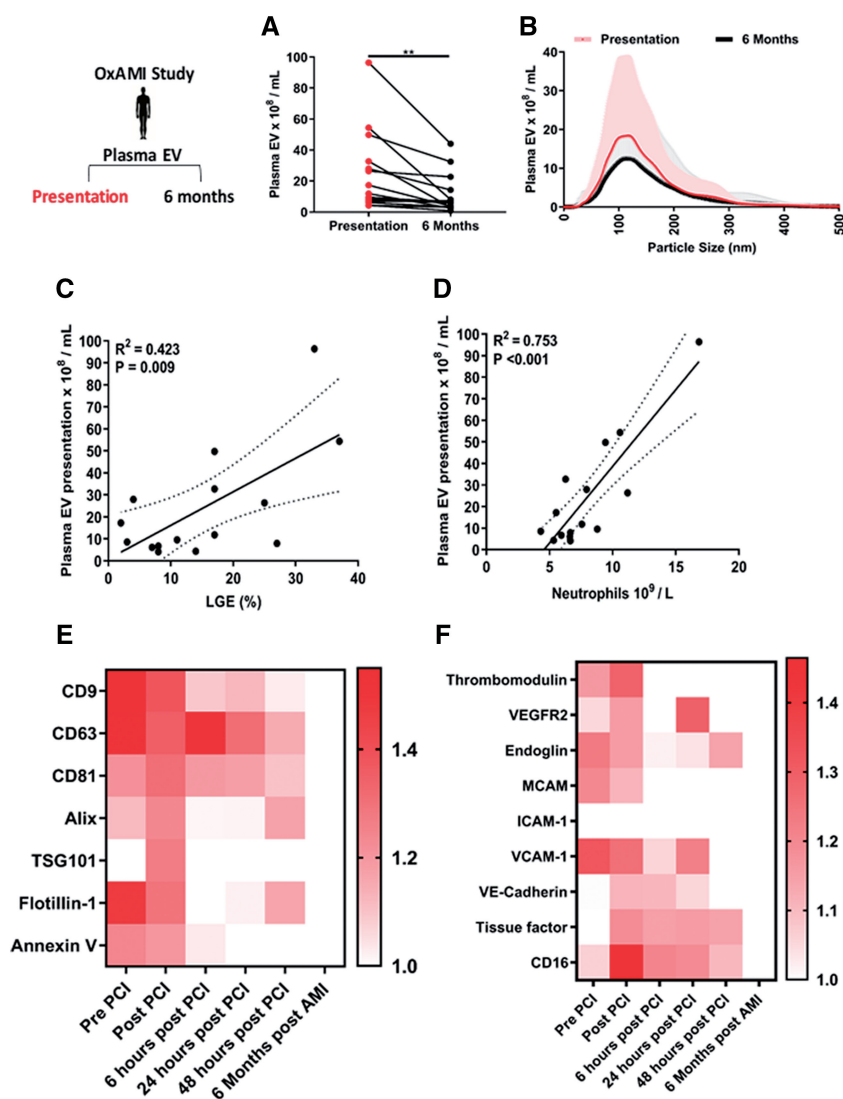 OxAMI Study
Plasma EV
Presentation
6 months
A
**
Plasma EV x 10⁸ / mL
100
80
60
40
20
0
Presentation
6 Months
B
Presentation
6 Months
Plasma EV x 10⁸ / mL
40
30
20
10
0
0
100
200
300
400
500
Particle Size (nm)
C
R² = 0.423
P = 0.009
Plasma EV presentation x 10⁸ / mL
100
90
80
70
60
50
40
30
20
10
0
0
10
20
30
40
LGE (%)
D
R² = 0.753
P <0.001
Plasma EV presentation x 10⁸ / mL
100
90
80
70
60
50
40
30
20
10
0
0
5
10
15
20
Neutrophils 10⁹ / L
E
CD9
CD63
CD81
Alix
TSG101
Flotillin-1
Annexin V
Pre PCI
Post PCI
6 hours post PCI
24 hours post PCI
48 hours post PCI
6 Months post AMI
1.4
1.2
1.0
F
Thrombomodulin
VEGFR2
Endoglin
MCAM
ICAM-1
VCAM-1
VE-Cadherin
Tissue factor
CD16
Pre PCI
Post PCI
6 hours post PCI
24 hours post PCI
48 hours post PCI
6 Months post AMI
1.4
1.3
1.2
1.1
1.0